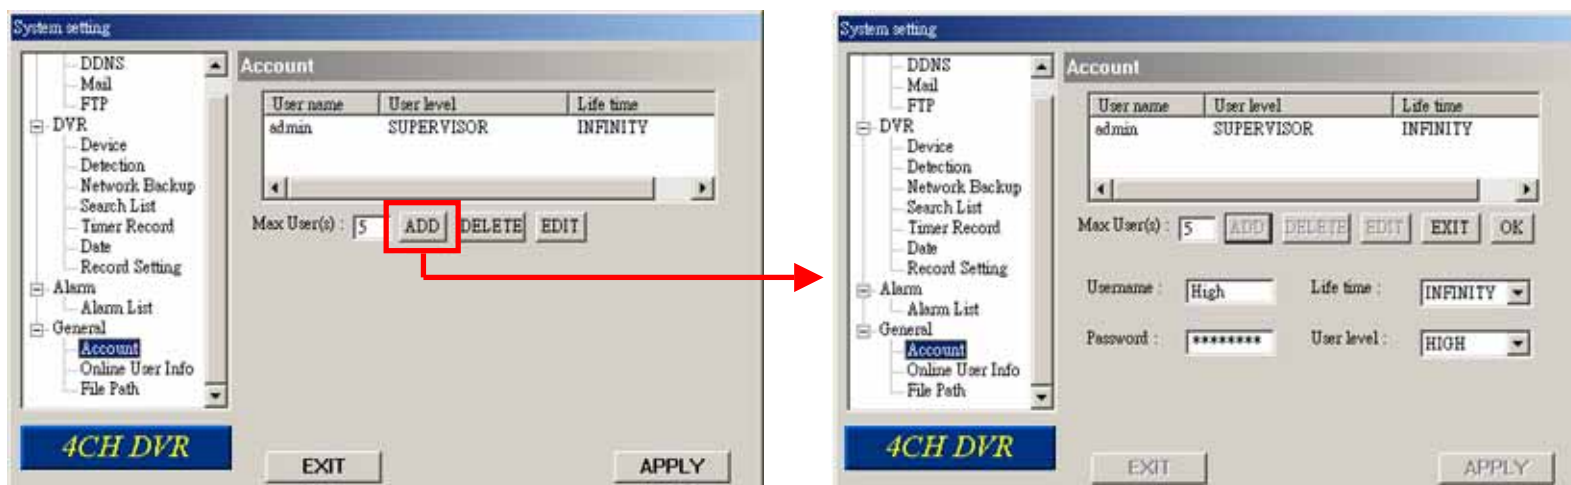 System setting
DDNS
Mail
FTP
DVR
Device
Detection
Network Backup
Search List
Timer Record
Date
Record Setting
Alarm
Alarm List
General
Account
Online User Info
File Path
4CH DVR
Account
User name User level Life time
admin SUPERVISOR INFINITY
Max User(s) : 5 ADD DELETE EDIT
EXIT APPLY
System setting
DDNS
Mail
FTP
DVR
Device
Detection
Network Backup
Search List
Timer Record
Date
Record Setting
Alarm
Alarm List
General
Account
Online User Info
File Path
4CH DVR
Account
User name User level Life time
admin SUPERVISOR INFINITY
Max User(s) : 5 ADD DELETE EDIT EXIT OK
Username : High Life time : INFINITY
Password : ******** User level : HIGH
EXIT APPLY